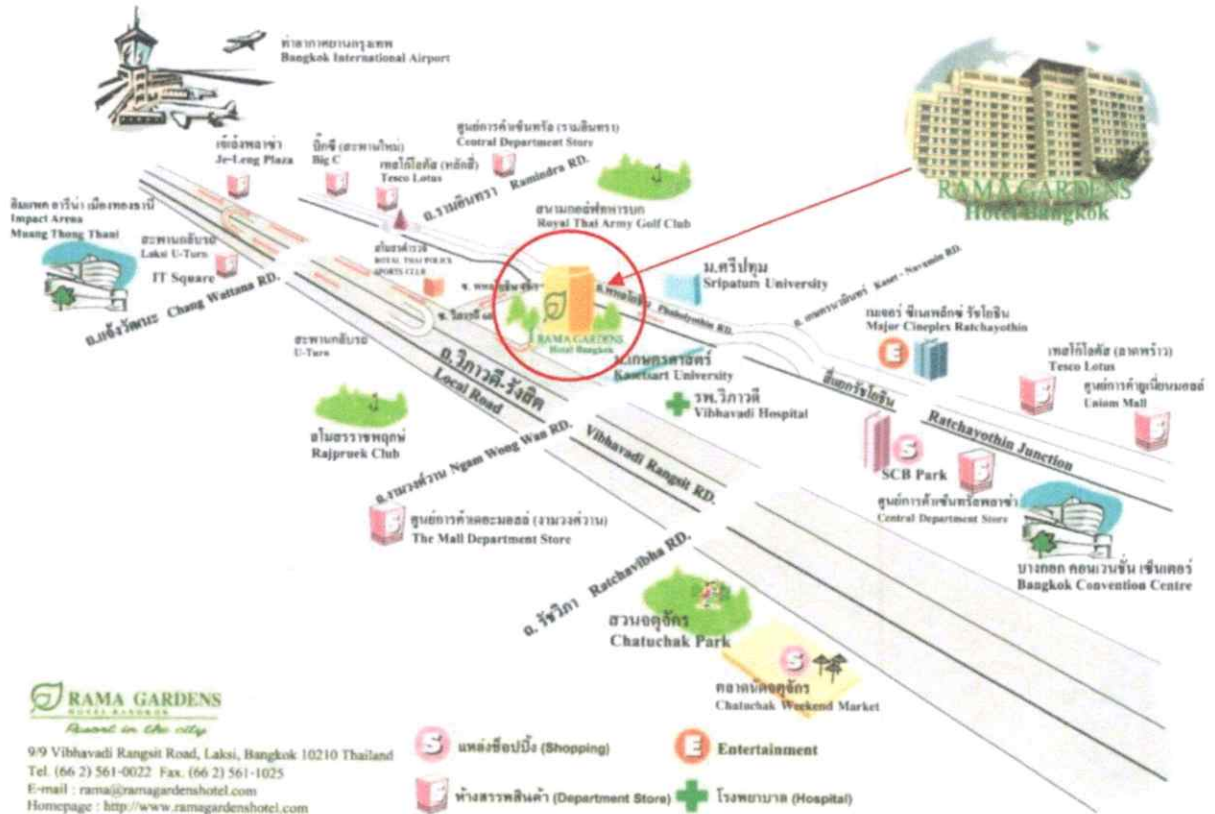 ท่าอากาศยานกรุงเทพ
Bangkok International Airport
RAMA GARDENS
Hotel Bangkok
เจ้เล้งพลาซ่า
Je-Leng Plaza
บิ๊กซี (สะพานใหม่)
Big C
เทสโก้โลตัส (หลักสี่)
Tesco Lotus
ศูนย์การค้าเซ็นทรัล (รามอินทรา)
Central Department Store
ถ.รามอินทรา Ramindra RD.
สนามกอล์ฟทหารบก
Royal Thai Army Golf Club
อิมแพค อารีน่า เมืองทองธานี
Impact Arena
Muang Thong Thani
สะพานกลับรถ
Laksi U-Turn
IT Square
ถ.แจ้งวัฒนะ Chang Wattana RD.
สโมสรตำรวจ
ROYAL THAI POLICE
SPORTS CLUB
ซ. วิภาวดี
RAMA GARDENS
Hotel Bangkok
ถ.พหลโยธิน Phaholyothin RD.
ม.ศรีปทุม
Sripatum University
ถ. เกษตรนวมินทร์ Kaset - Navamin RD.
เมเจอร์ ซีเนเพล็กซ์ รัชโยธิน
Major Cineplex Ratchayothin
E
เทสโก้โลตัส (ลาดพร้าว)
Tesco Lotus
ศูนย์การค้ายูเนี่ยนมอลล์
Uniom Mall
สะพานกลับรถ
U-Turn
ถ. วิภาวดี-รังสิต
Local Road
Vibhavadi Rangsit RD.
ม.เกษตรศาสตร์
Kasetsart University
รพ.วิภาวดี
Vibhavadi Hospital
สี่แยกรัชโยธิน
Ratchayothin Junction
สโมสรราชพฤกษ์
Rajpruek Club
ถ.งามวงศ์วาน Ngam Wong Wan RD.
S
SCB Park
ศูนย์การค้าเซ็นทรัลพลาซ่า
Central Department Store
ศูนย์การค้าเดอะมอลล์ (งามวงศ์วาน)
The Mall Department Store
ถ. รัชวิภา Ratchavibha RD.
บางกอก คอนเวนชั่น เซ็นเตอร์
Bangkok Convention Centre
สวนจตุจักร
Chatuchak Park
S
ตลาดนัดจตุจักร
Chatuchak Weekend Market
RAMA GARDENS
HOTEL BANGKOK
Resort in the city
9/9 Vibhavadi Rangsit Road, Laksi, Bangkok 10210 Thailand
Tel. (66 2) 561-0022 Fax. (66 2) 561-1025
E-mail : rama@ramagardenshotel.com
Homepage : http://www.ramagardenshotel.com
S แหล่งช็อปปิ้ง (Shopping)
E Entertainment
S ห้างสรรพสินค้า (Department Store)
โรงพยาบาล (Hospital)